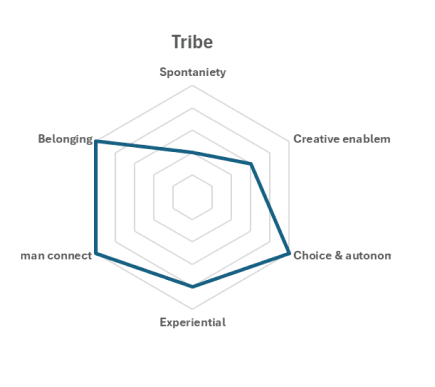 Tribe
Spontaniety
Belonging
Creative enablem
man connect
Choice & autonon
Experiential